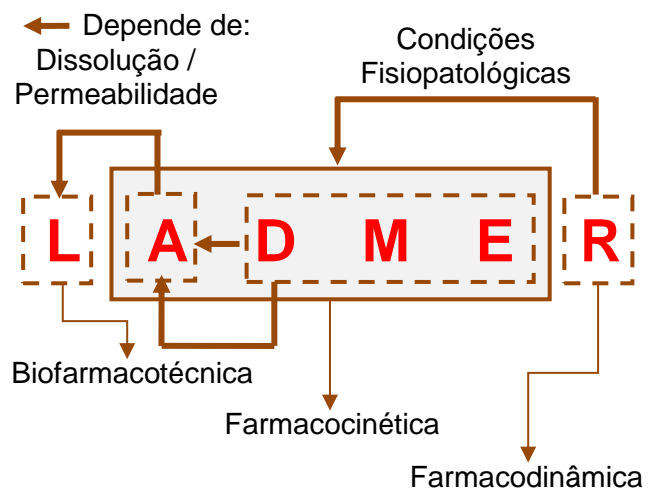 Depende de:
Dissolução /
Permeabilidade
Condições
Fisiopatológicas
L A D M E R
Biofarmacotécnica
Farmacocinética
Farmacodinâmica